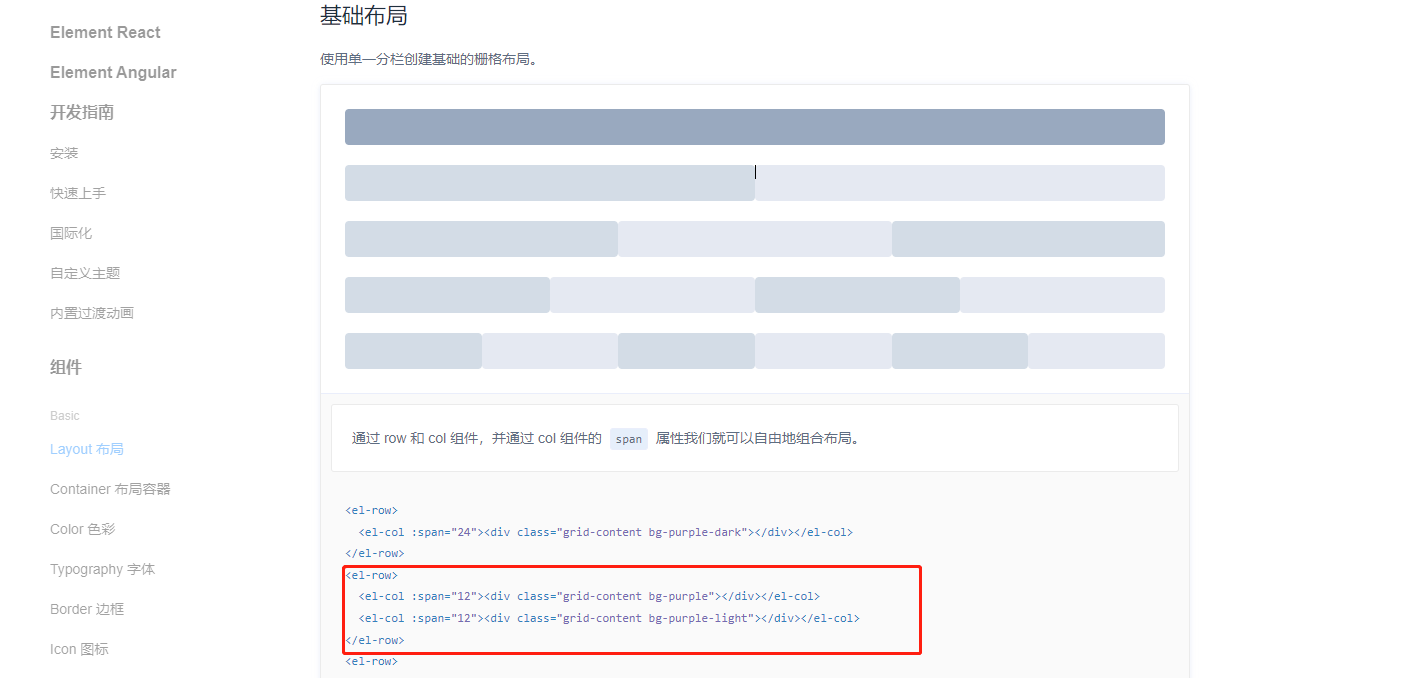 Element React
Element Angular
开发指南
安装
快速上手
国际化
自定义主题
内置过渡动画
组件
Basic
Layout 布局
Container 布局容器
Color 色彩
Typography 字体
Border 边框
Icon 图标
基础布局
使用单一分栏创建基础的栅格布局。
通过 row 和 col 组件，并通过 col 组件的 span 属性我们就可以自由地组合布局。
<el-row>
  <el-col :span="24"><div class="grid-content bg-purple-dark"></div></el-col>
</el-row>
<el-row>
  <el-col :span="12"><div class="grid-content bg-purple"></div></el-col>
  <el-col :span="12"><div class="grid-content bg-purple-light"></div></el-col>
</el-row>
<el-row>